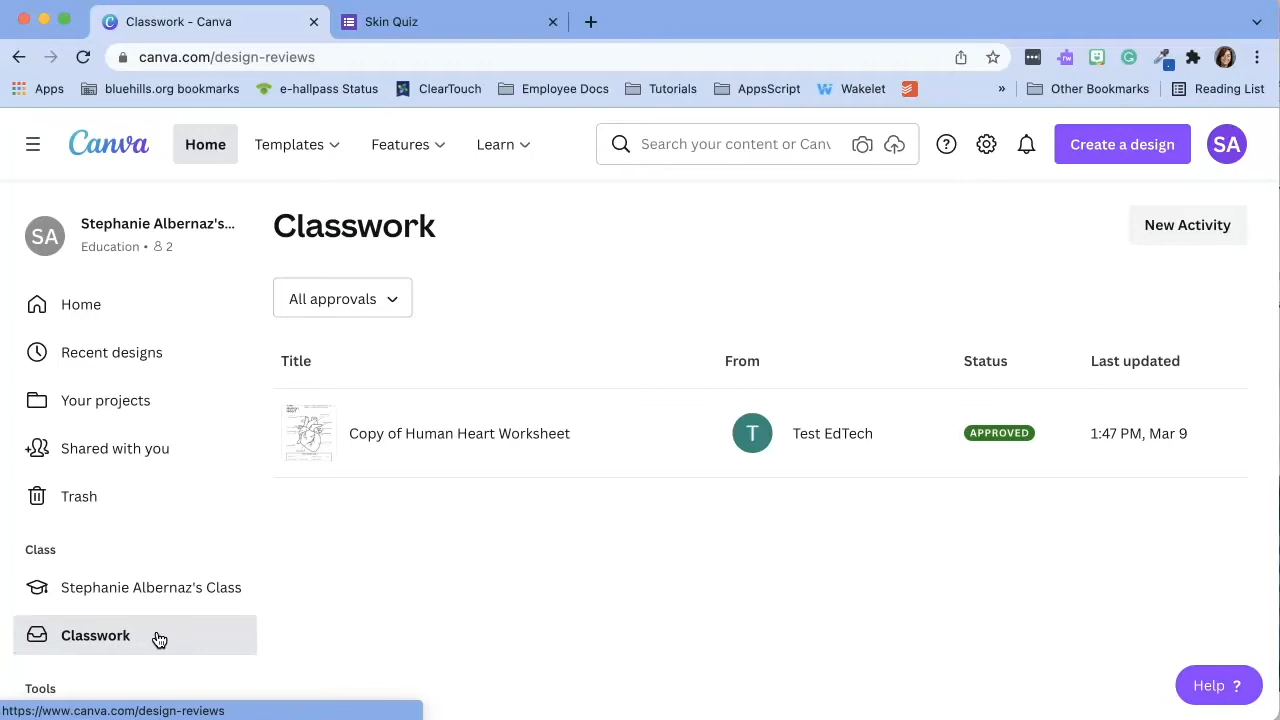 Classwork - Canva
Skin Quiz
canva.com/design-reviews
Apps
bluehills.org bookmarks
e-hallpass Status
ClearTouch
Employee Docs
Tutorials
AppsScript
Wakelet
»
Other Bookmarks
Reading List
Canva
Home
Templates
Features
Learn
Search your content or Canv
Create a design
SA
SA
Stephanie Albernaz's...
Education • 2
Home
Recent designs
Your projects
Shared with you
Trash
Class
Stephanie Albernaz's Class
Classwork
Tools
Classwork
New Activity
All approvals
Title
From
Status
Last updated
Copy of Human Heart Worksheet
T
Test EdTech
APPROVED
1:47 PM, Mar 9
Help ?
https://www.canva.com/design-reviews